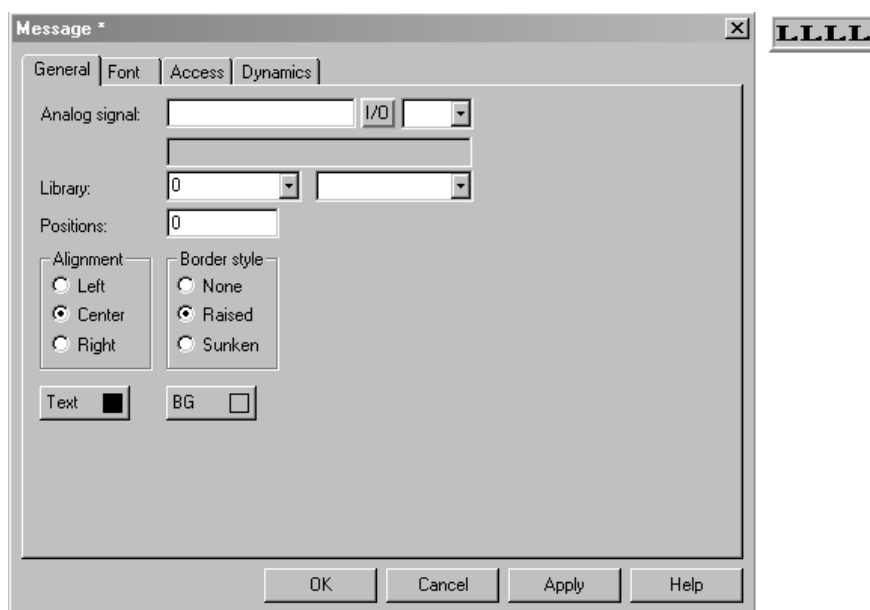 Message *
LLLL
General Font Access Dynamics
Analog signal: I/O
Library: 0
Positions: 0
Alignment Border style
Left None
Center Raised
Right Sunken
Text BG
OK Cancel Apply Help